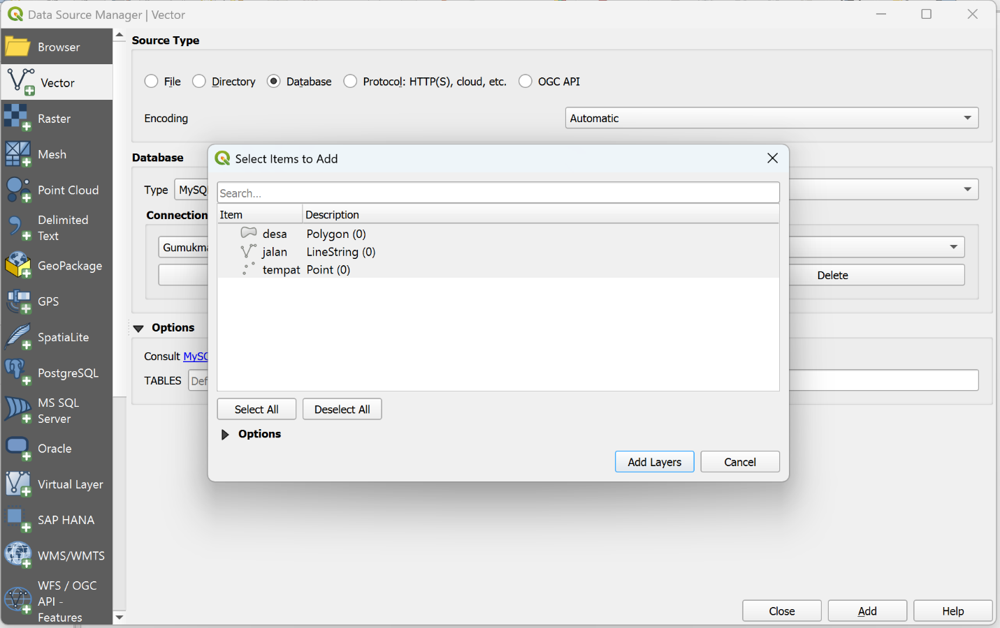 Data Source Manager | Vector
Browser
Vector
Raster
Mesh
Point Cloud
Delimited
Text
GeoPackage
GPS
SpatiaLite
PostgreSQL
MS SQL
Server
Oracle
Virtual Layer
SAP HANA
WMS/WMTS
WFS / OGC
API -
Features
Source Type
File Directory Database Protocol: HTTP(S), cloud, etc. OGC API
Encoding Automatic
Database
Type MySQ
Connection
Gumukma
Delete
Options
Consult MySQ
TABLES Def
Select Items to Add
Search...
Item Description
desa Polygon (0)
jalan LineString (0)
tempat Point (0)
Select All Deselect All
Options
Add Layers Cancel
Close Add Help